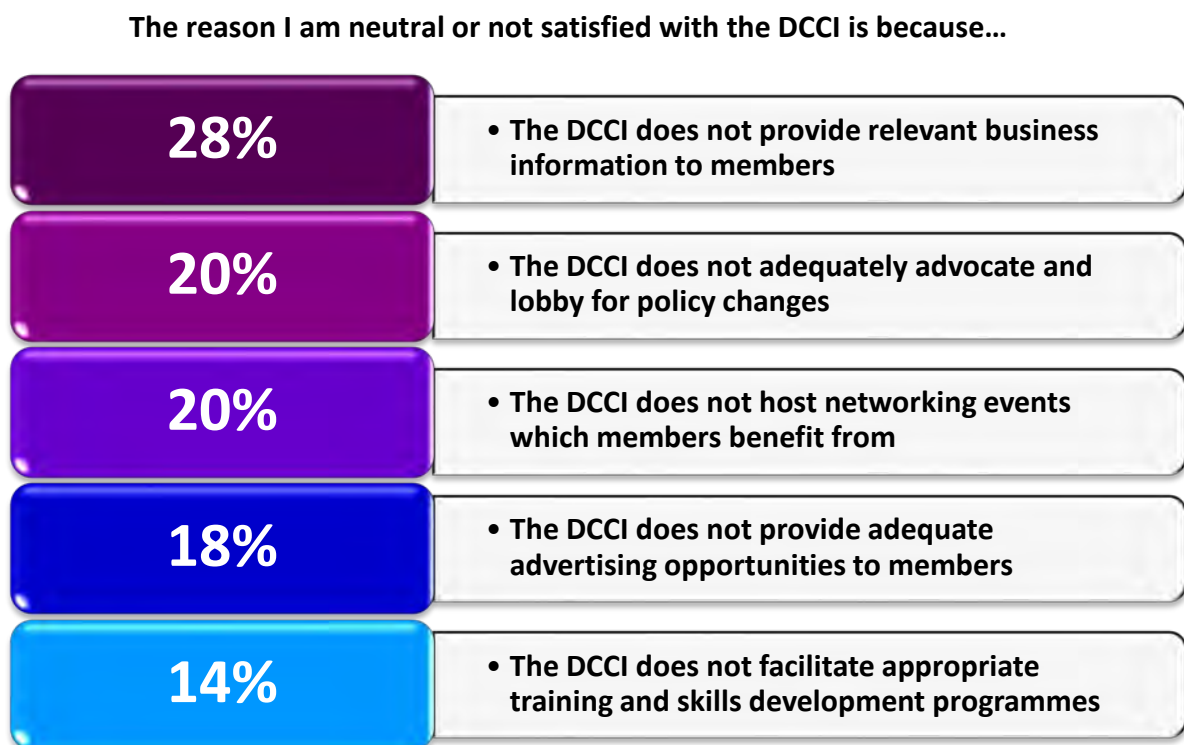 The reason I am neutral or not satisfied with the DCCI is because…
28%
• The DCCI does not provide relevant business
information to members
20%
• The DCCI does not adequately advocate and
lobby for policy changes
20%
• The DCCI does not host networking events
which members benefit from
18%
• The DCCI does not provide adequate
advertising opportunities to members
14%
• The DCCI does not facilitate appropriate
training and skills development programmes